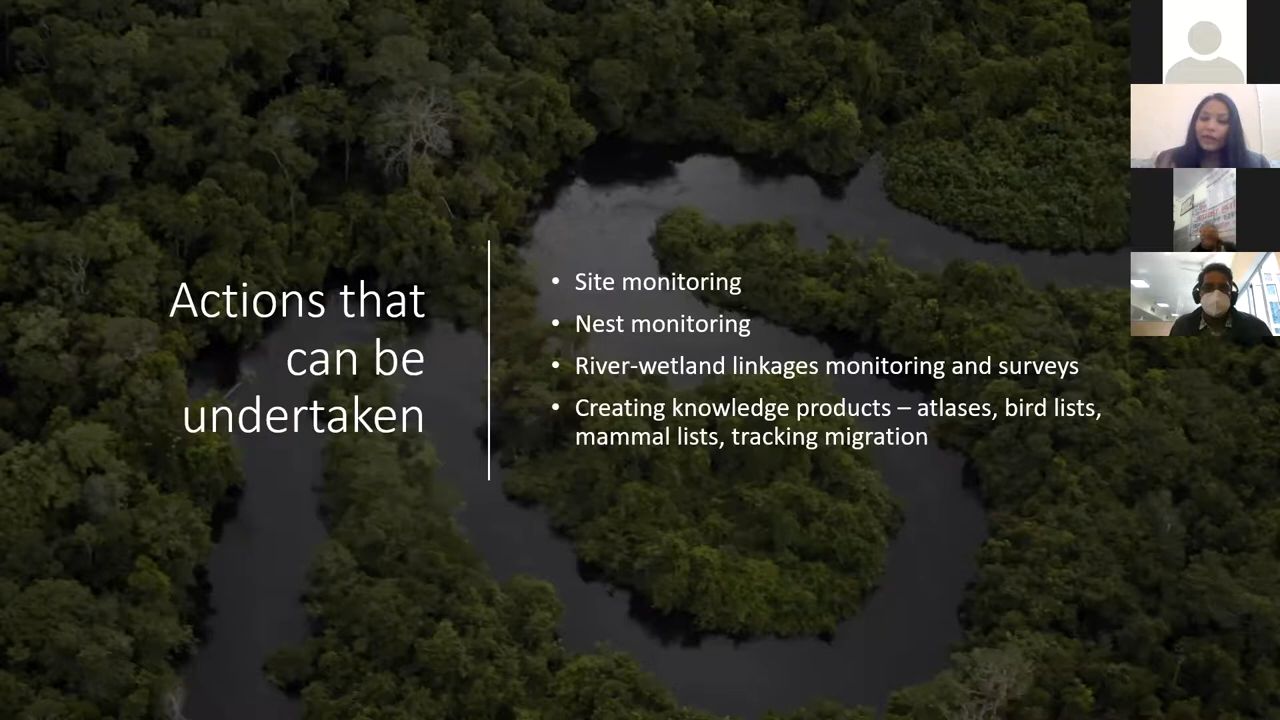 Actions that
can be
undertaken
• Site monitoring
• Nest monitoring
• River-wetland linkages monitoring and surveys
• Creating knowledge products – atlases, bird lists,
mammal lists, tracking migration